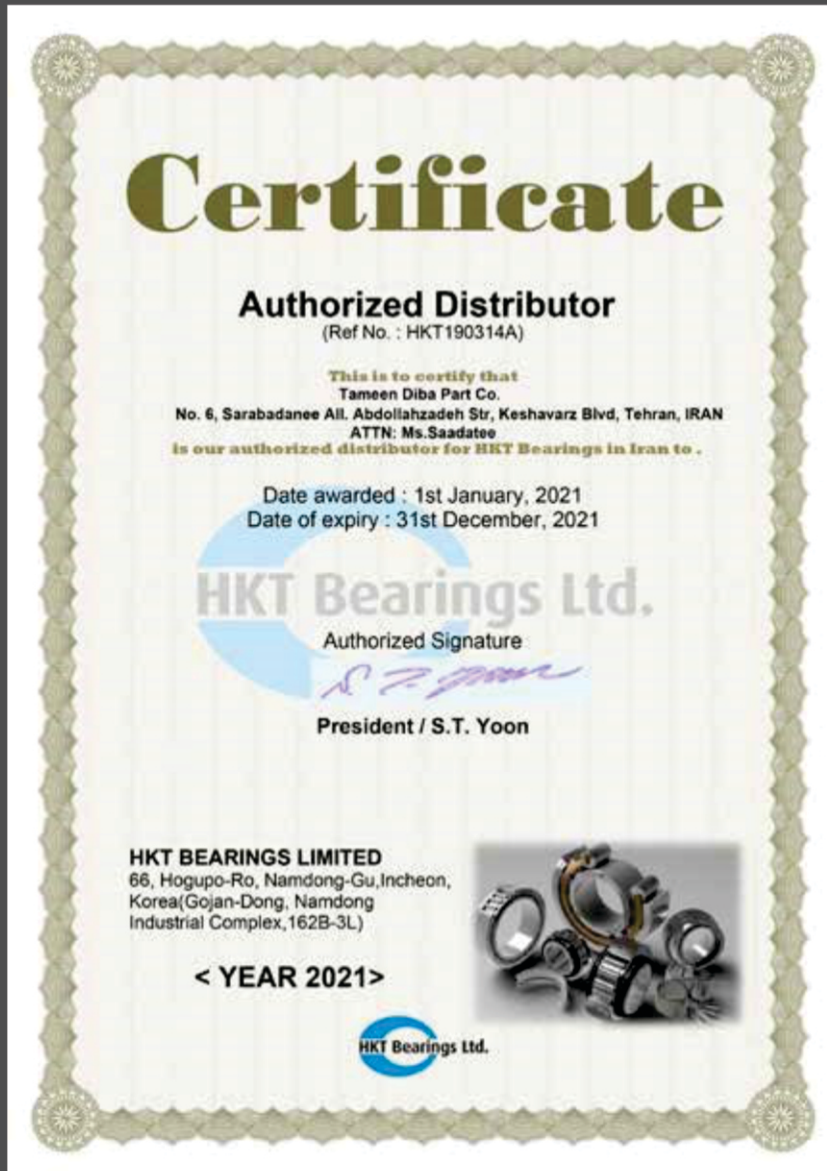 Certificate
Authorized Distributor
(Ref No. : HKT190314A)
This is to certify that
Tameen Diba Part Co.
No. 6, Sarabadanee All. Abdollahzadeh Str, Keshavarz Blvd, Tehran, IRAN
ATTN: Ms.Saadatee
is our authorized distributor for HKT Bearings in Iran to .
Date awarded : 1st January, 2021
Date of expiry : 31st December, 2021
HKT Bearings Ltd.
Authorized Signature
S. T. Yoon
President / S.T. Yoon
HKT BEARINGS LIMITED
66, Hogupo-Ro, Namdong-Gu,Incheon,
Korea(Gojan-Dong, Namdong
Industrial Complex,162B-3L)
< YEAR 2021>
HKT Bearings Ltd.